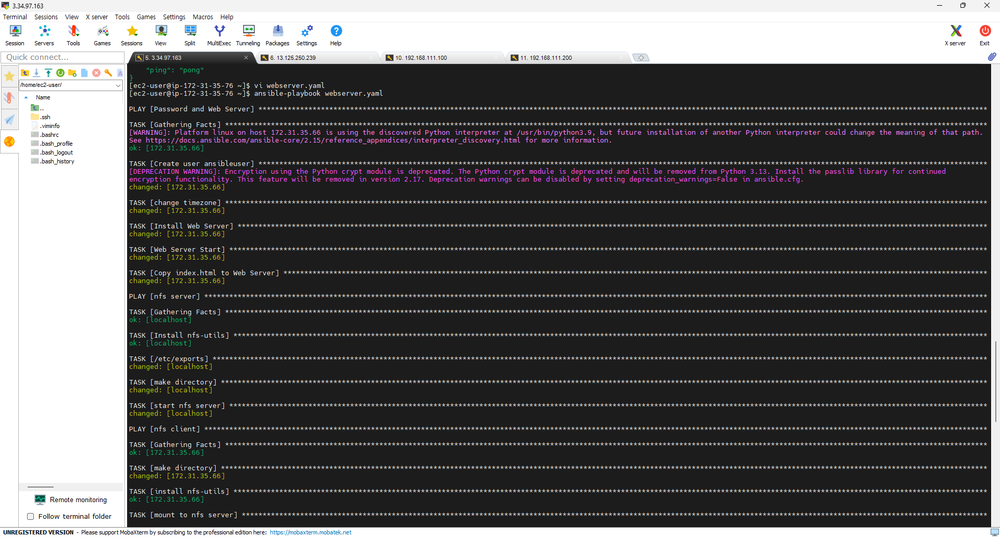 3.34.97.163
Terminal Sessions View X server Tools Games Settings Macros Help
Session Servers Tools Games Sessions View Split MultiExec Tunneling Packages Settings Help X server Exit
Quick connect...
5. 3.34.97.163
6. 13.125.250.239
10. 192.168.111.100
11. 192.168.111.200
/home/ec2-user/
Name
..
.ssh
.viminfo
.bashrc
.bash_profile
.bash_logout
.bash_history
Remote monitoring
Follow terminal folder
"ping": "pong"
}
[ec2-user@ip-172-31-35-76 ~]$ vi webserver.yaml
[ec2-user@ip-172-31-35-76 ~]$ ansible-playbook webserver.yaml
PLAY [Password and Web Server] ****
TASK [Gathering Facts] ****
[WARNING]: Platform linux on host 172.31.35.66 is using the discovered Python interpreter at /usr/bin/python3.9, but future installation of another Python interpreter could change the meaning of that path.
See https://docs.ansible.com/ansible-core/2.15/reference_appendices/interpreter_discovery.html for more information.
ok: [172.31.35.66]
TASK [Create user ansibleuser] ****
[DEPRECATION WARNING]: Encryption using the Python crypt module is deprecated. The Python crypt module is deprecated and will be removed from Python 3.13. Install the passlib library for continued
encryption functionality. This feature will be removed in version 2.17. Deprecation warnings can be disabled by setting deprecation_warnings=False in ansible.cfg.
changed: [172.31.35.66]
TASK [change timezone] ****
changed: [172.31.35.66]
TASK [Install Web Server] ****
changed: [172.31.35.66]
TASK [Web Server Start] ****
changed: [172.31.35.66]
TASK [Copy index.html to Web Server] ****
changed: [172.31.35.66]
PLAY [nfs server] ****
TASK [Gathering Facts] ****
ok: [localhost]
TASK [Install nfs-utils] ****
ok: [localhost]
TASK [/etc/exports] ****
changed: [localhost]
TASK [make directory] ****
changed: [localhost]
TASK [start nfs server] ****
changed: [localhost]
PLAY [nfs client] ****
TASK [Gathering Facts] ****
ok: [172.31.35.66]
TASK [make directory] ****
changed: [172.31.35.66]
TASK [install nfs-utils] ****
ok: [172.31.35.66]
TASK [mount to nfs server] ****
UNREGISTERED VERSION - Please support MobaXterm by subscribing to the professional edition here: https://mobaxterm.mobatek.net